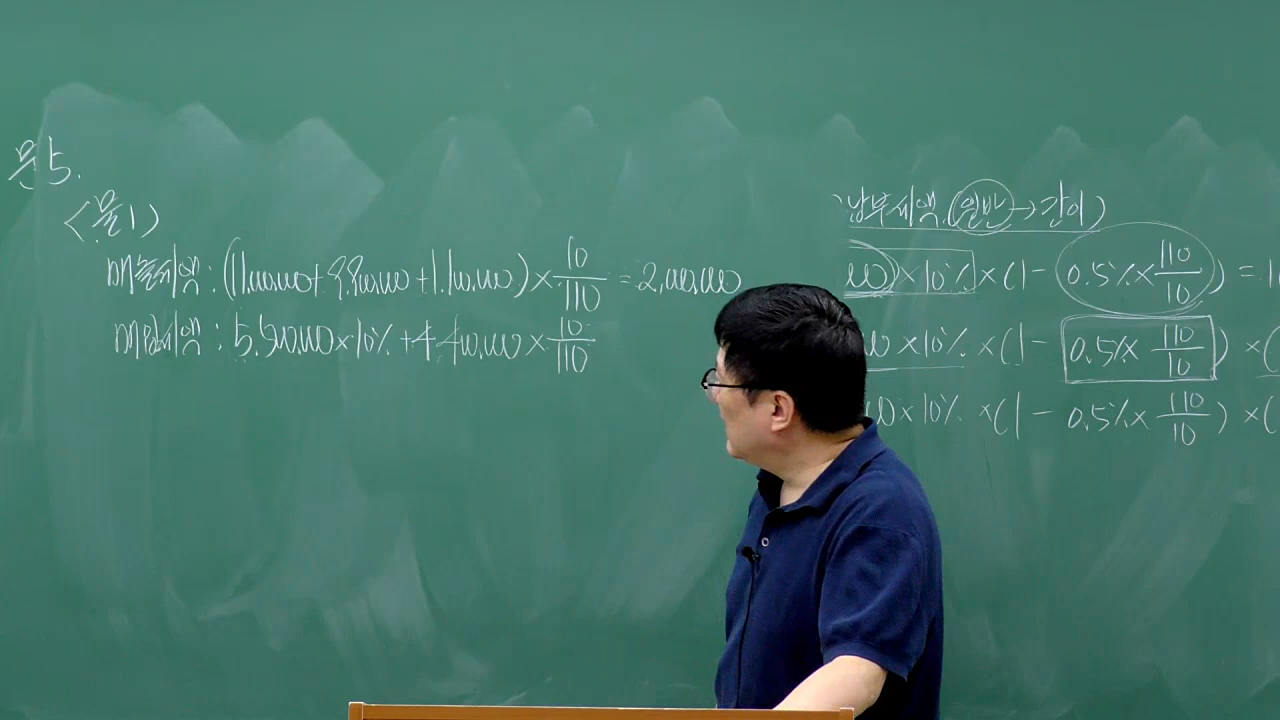 문5.
<물1>
매출세액 : (11,000,000 + 9,900,000 + 1,100,000) × 10/110 = 2,000,000
매입세액 : 5,500,000 × 10% + 4,400,000 × 10/110
납부세액(일반→간이)
00 × 10% × (1 - 0.5% × 110/10) = 1
00 × 10% × (1 - 0.5% × 110/10) × (
00 × 10% × (1 - 0.5% × 110/10) × (